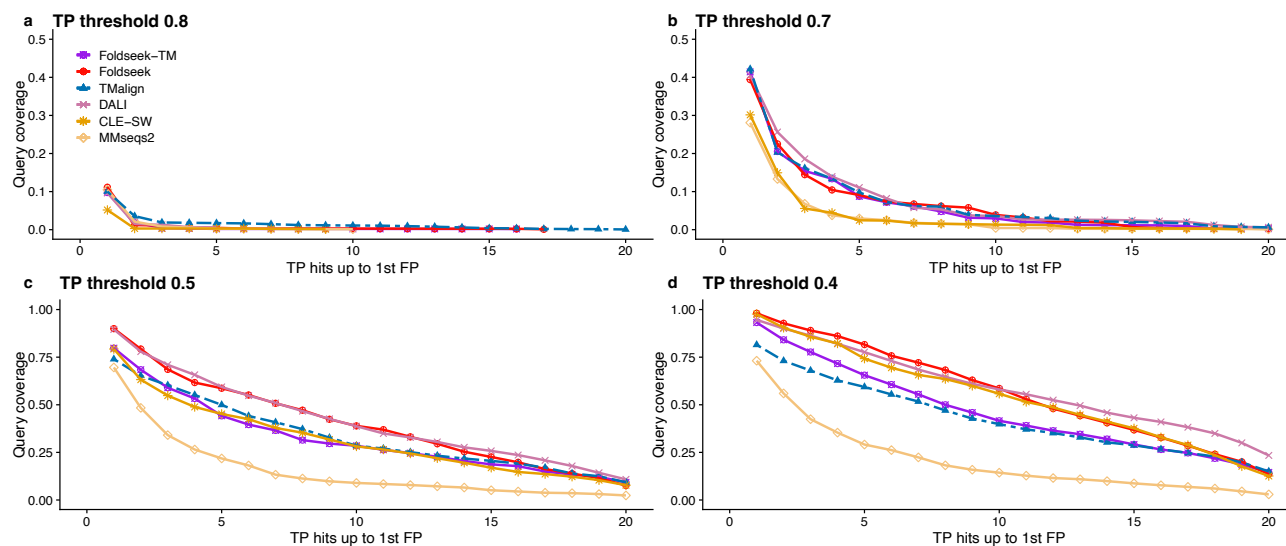 a TP threshold 0.8
0.5
0.4
0.3
0.2
0.1
0.0
Query coverage
Foldseek−TM
Foldseek
TMalign
DALI
CLE−SW
MMseqs2
0 5 10 15 20
TP hits up to 1st FP
b TP threshold 0.7
0.5
0.4
0.3
0.2
0.1
0.0
Query coverage
0 5 10 15 20
TP hits up to 1st FP
c TP threshold 0.5
1.00
0.75
0.50
0.25
0.00
Query coverage
0 5 10 15 20
TP hits up to 1st FP
d TP threshold 0.4
1.00
0.75
0.50
0.25
0.00
Query coverage
0 5 10 15 20
TP hits up to 1st FP